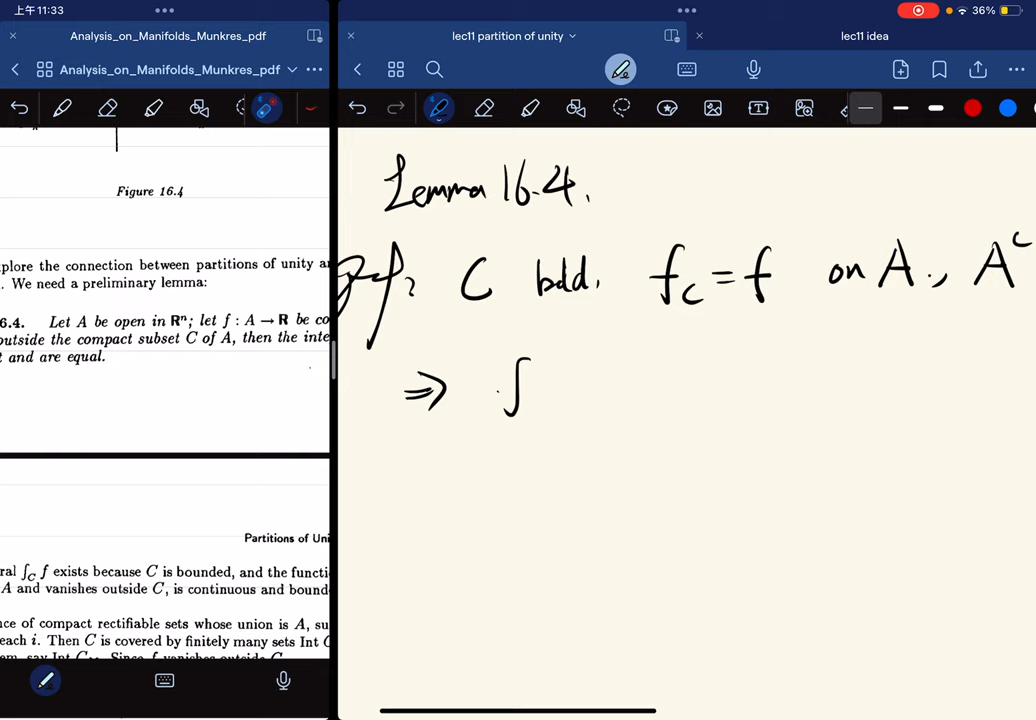 上午11:33
36%
Analysis_on_Manifolds_Munkres_pdf
lec11 partition of unity
lec11 idea
Analysis_on_Manifolds_Munkres_pdf
Figure 16.4
xplore the connection between partitions of unity an
. We need a preliminary lemma:
6.4. Let A be open in Rⁿ; let f : A → R be co
outside the compact subset C of A, then the inte
t and are equal.
Partitions of Uni
ral ∫_C f exists because C is bounded, and the functi
A and vanishes outside C, is continuous and bound
nce of compact rectifiable sets whose union is A, su
each i. Then C is covered by finitely many sets Int C
Lemma 16.4.
C bdd. f_C = f on A., A^c
⇒ ∫